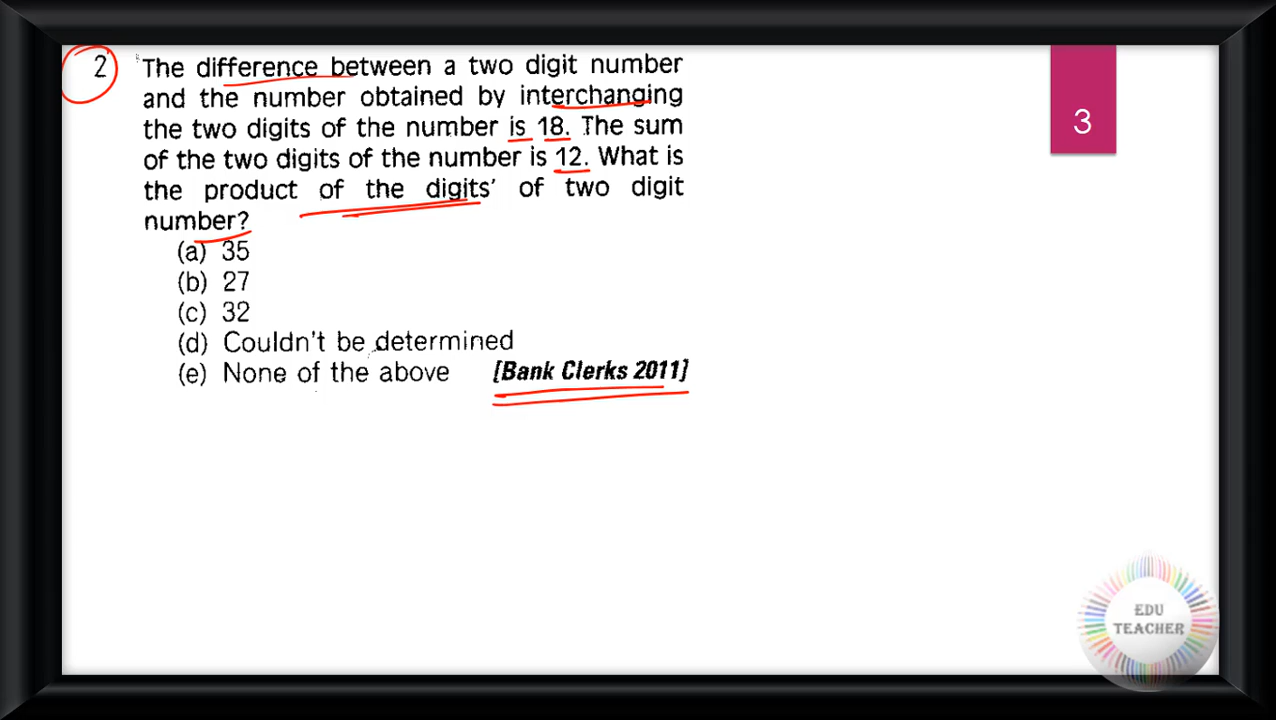 2 The difference between a two digit number
and the number obtained by interchanging
the two digits of the number is 18. The sum
of the two digits of the number is 12. What is
the product of the digits' of two digit
number?
(a) 35
(b) 27
(c) 32
(d) Couldn't be determined
(e) None of the above [Bank Clerks 2011]
3
EDU
TEACHER